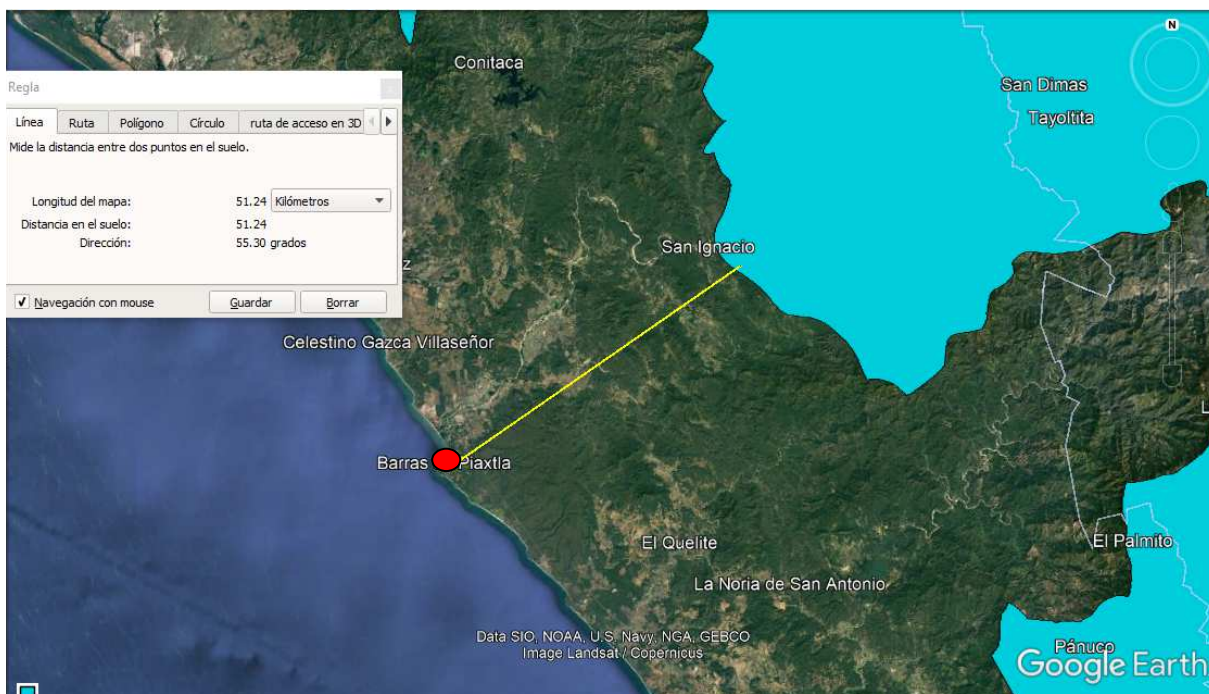 N
Conitaca
San Dimas
Tayoltita
Regla
Línea Ruta Polígono Círculo ruta de acceso en 3D
Mide la distancia entre dos puntos en el suelo.
Longitud del mapa: 51.24 Kilómetros
Distancia en el suelo: 51.24
Dirección: 55.30 grados
Navegación con mouse Guardar Borrar
San Ignacio
z
Celestino Gazca Villaseñor
Barras Piaxtla
El Quelite
El Palmito
La Noria de San Antonio
Data SIO, NOAA, U.S. Navy, NGA, GEBCO
Image Landsat / Copernicus
Pánuco
Google Earth